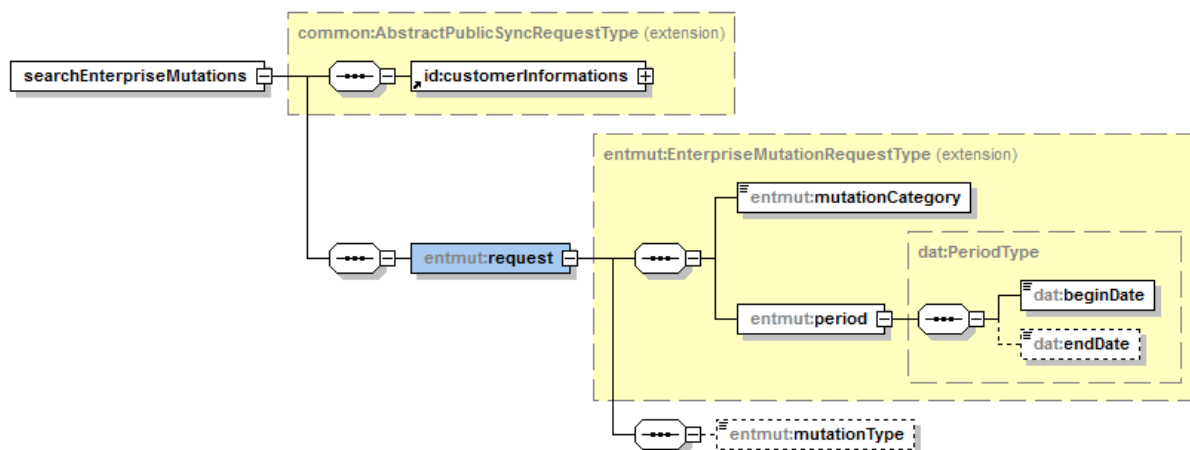 common:AbstractPublicSyncRequestType (extension)
searchEnterpriseMutations
id:customerInformations
entmut:EnterpriseMutationRequestType (extension)
entmut:mutationCategory
dat:PeriodType
entmut:request
dat:beginDate
entmut:period
dat:endDate
entmut:mutationType